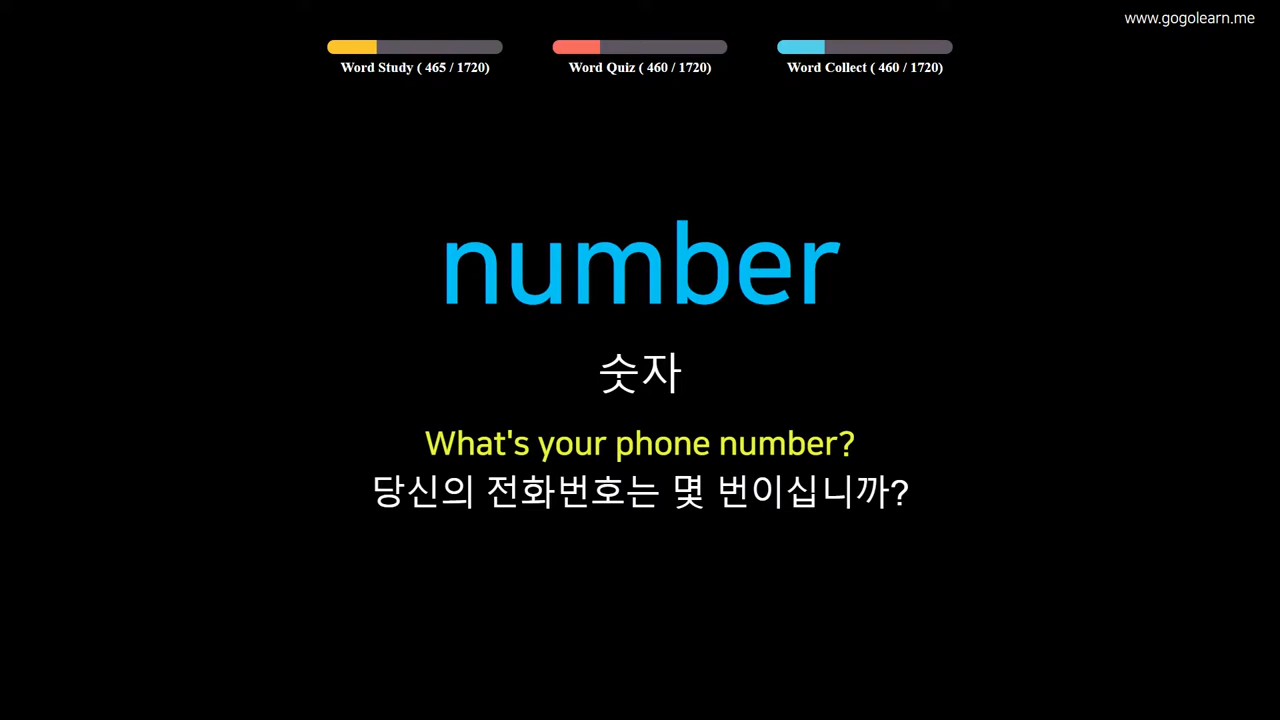 www.gogolearn.me
Word Study ( 465 / 1720)
Word Quiz ( 460 / 1720)
Word Collect ( 460 / 1720)
number
숫자
What's your phone number?
당신의 전화번호는 몇 번이십니까?